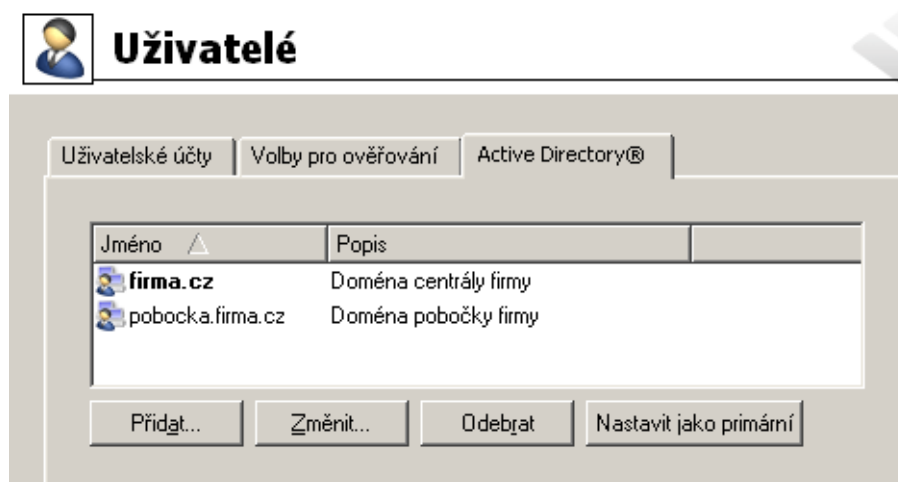 Uživatelé
Uživatelské účty Volby pro ověřování Active Directory®
Jméno Popis
firma.cz Doména centrály firmy
pobocka.firma.cz Doména pobočky firmy
Přidat... Změnit... Odebrat Nastavit jako primární